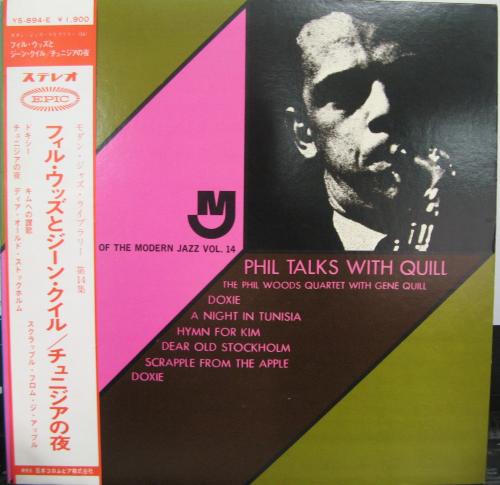 YS-894-E ¥1,900
フィル・ウッズと
ジーン・クイル/チュニジアの夜
ステレオ
EPIC
モダン・ジャズ・ライブラリー 第14集
フィル・ウッズとジーン・クイル/チュニジアの夜
ドキシー
チュニジアの夜
キムへの讃歌
ディア・オールド・ストックホルム
スクラップル・フロム・ジ・アップル
日本コロムビア株式会社
MJ
OF THE MODERN JAZZ VOL. 14
PHIL TALKS WITH QUILL
THE PHIL WOODS QUARTET WITH GENE QUILL
DOXIE
A NIGHT IN TUNISIA
HYMN FOR KIM
DEAR OLD STOCKHOLM
SCRAPPLE FROM THE APPLE
DOXIE